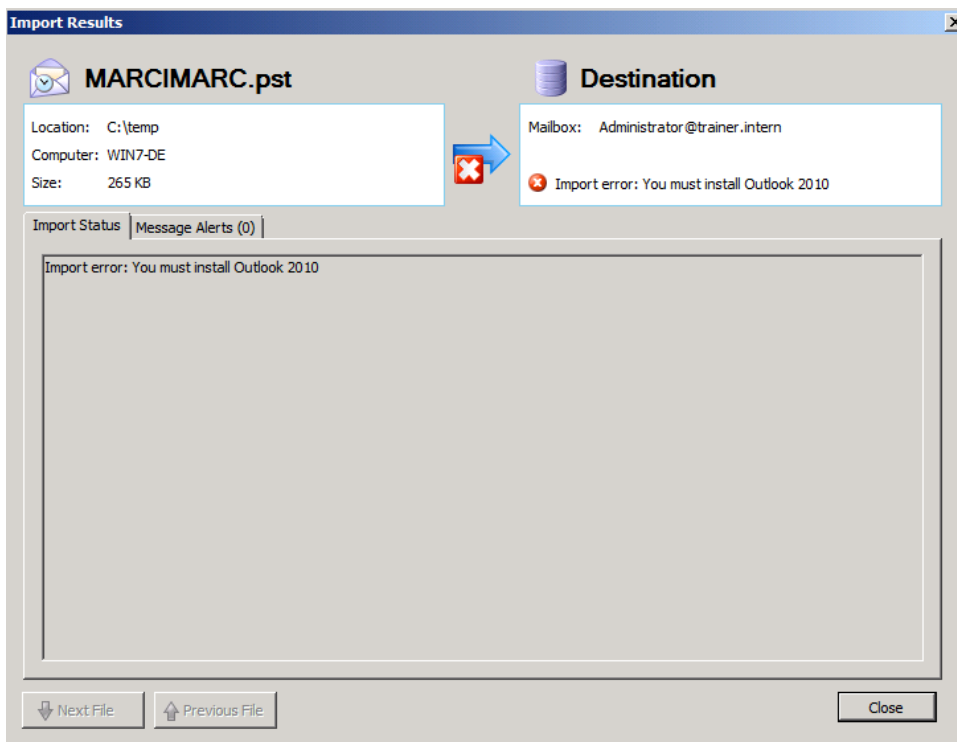 Import Results
MARCIMARC.pst
Destination
Location: C:\temp
Computer: WIN7-DE
Size: 265 KB
Mailbox: Administrator@trainer.intern
Import error: You must install Outlook 2010
Import Status
Message Alerts (0)
Import error: You must install Outlook 2010
Next File
Previous File
Close